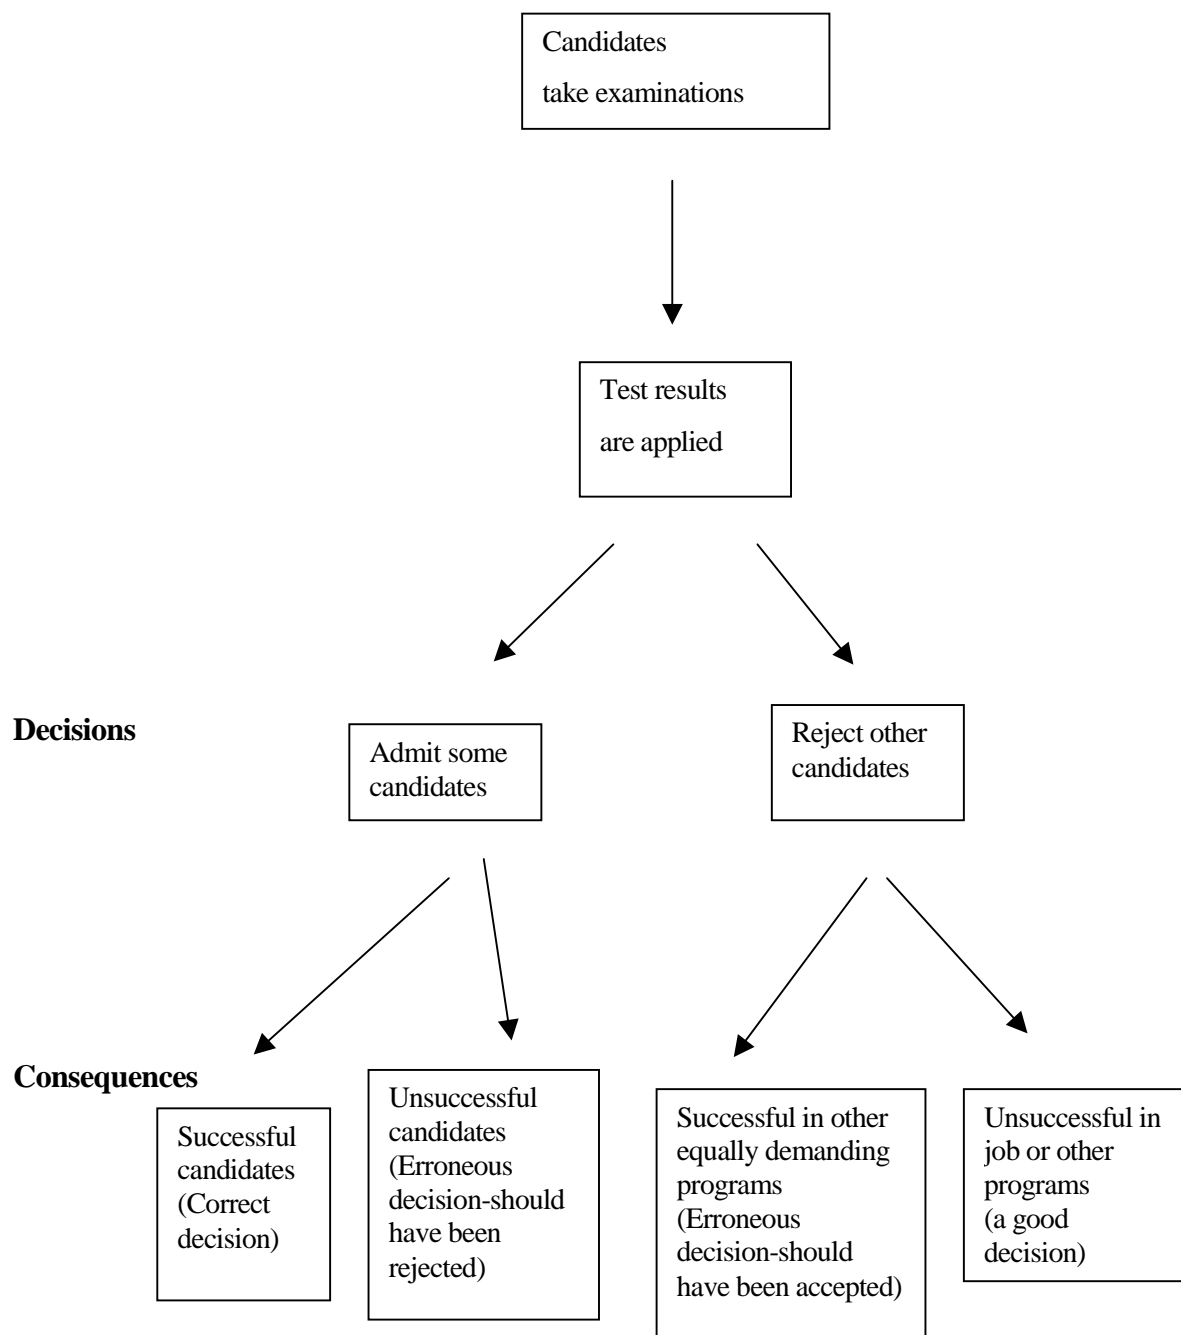 Candidates
take examinations
Test results
are applied
Decisions
Admit some
candidates
Reject other
candidates
Consequences
Successful
candidates
(Correct
decision)
Unsuccessful
candidates
(Erroneous
decision-should
have been
rejected)
Successful in other
equally demanding
programs
(Erroneous
decision-should
have been accepted)
Unsuccessful in
job or other
programs
(a good
decision)